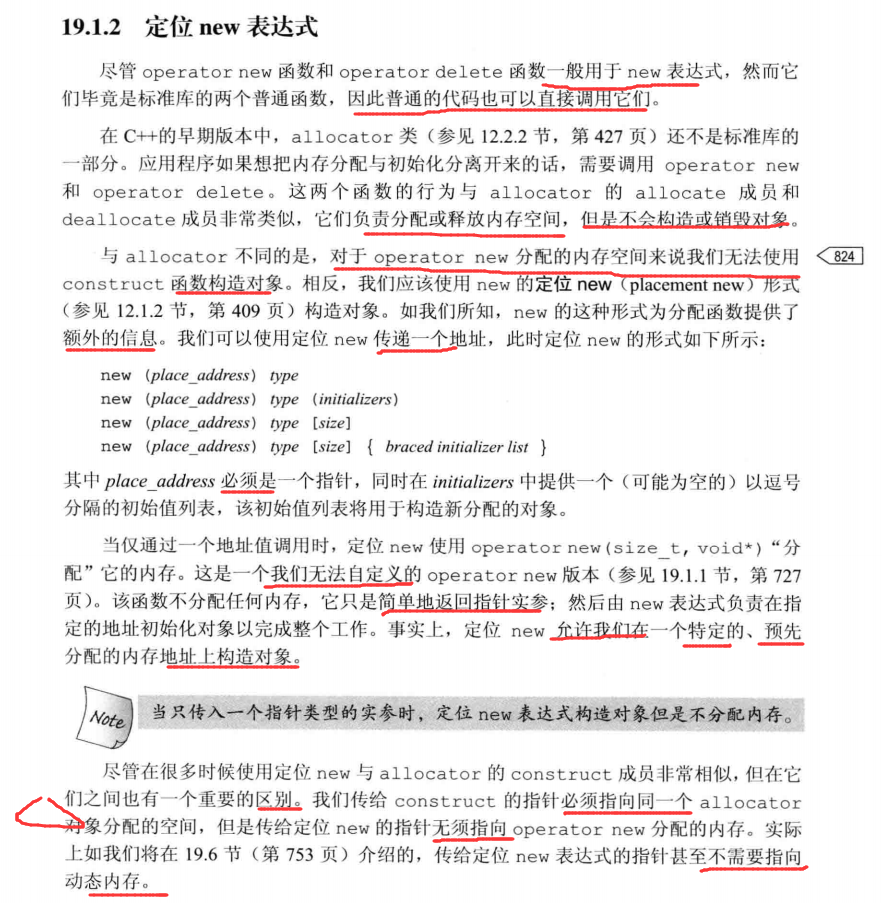 19.1.2 定位 new 表达式
尽管 operator new 函数和 operator delete 函数一般用于 new 表达式，然而它
们毕竟是标准库的两个普通函数，因此普通的代码也可以直接调用它们。
在 C++的早期版本中，allocator 类（参见 12.2.2 节，第 427 页）还不是标准库的
一部分。应用程序如果想把内存分配与初始化分离开来的话，需要调用 operator new
和 operator delete。这两个函数的行为与 allocator 的 allocate 成员和
deallocate 成员非常类似，它们负责分配或释放内存空间，但是不会构造或销毁对象。
与 allocator 不同的是，对于 operator new 分配的内存空间来说我们无法使用
824
construct 函数构造对象。相反，我们应该使用 new 的定位 new（placement new）形式
（参见 12.1.2 节，第 409 页）构造对象。如我们所知，new 的这种形式为分配函数提供了
额外的信息。我们可以使用定位 new 传递一个地址，此时定位 new 的形式如下所示：
new (place_address) type
new (place_address) type (initializers)
new (place_address) type [size]
new (place_address) type [size] { braced initializer list }
其中 place_address 必须是一个指针，同时在 initializers 中提供一个（可能为空的）以逗号
分隔的初始值列表，该初始值列表将用于构造新分配的对象。
当仅通过一个地址值调用时，定位 new 使用 operator new(size_t, void*)“分
配”它的内存。这是一个我们无法自定义的 operator new 版本（参见 19.1.1 节，第 727
页）。该函数不分配任何内存，它只是简单地返回指针实参；然后由 new 表达式负责在指
定的地址初始化对象以完成整个工作。事实上，定位 new 允许我们在一个特定的、预先
分配的内存地址上构造对象。
Note
当只传入一个指针类型的实参时，定位 new 表达式构造对象但是不分配内存。
尽管在很多时候使用定位 new 与 allocator 的 construct 成员非常相似，但在它
们之间也有一个重要的区别。我们传给 construct 的指针必须指向同一个 allocator
对象分配的空间，但是传给定位 new 的指针无须指向 operator new 分配的内存。实际
上如我们将在 19.6 节（第 753 页）介绍的，传给定位 new 表达式的指针甚至不需要指向
动态内存。